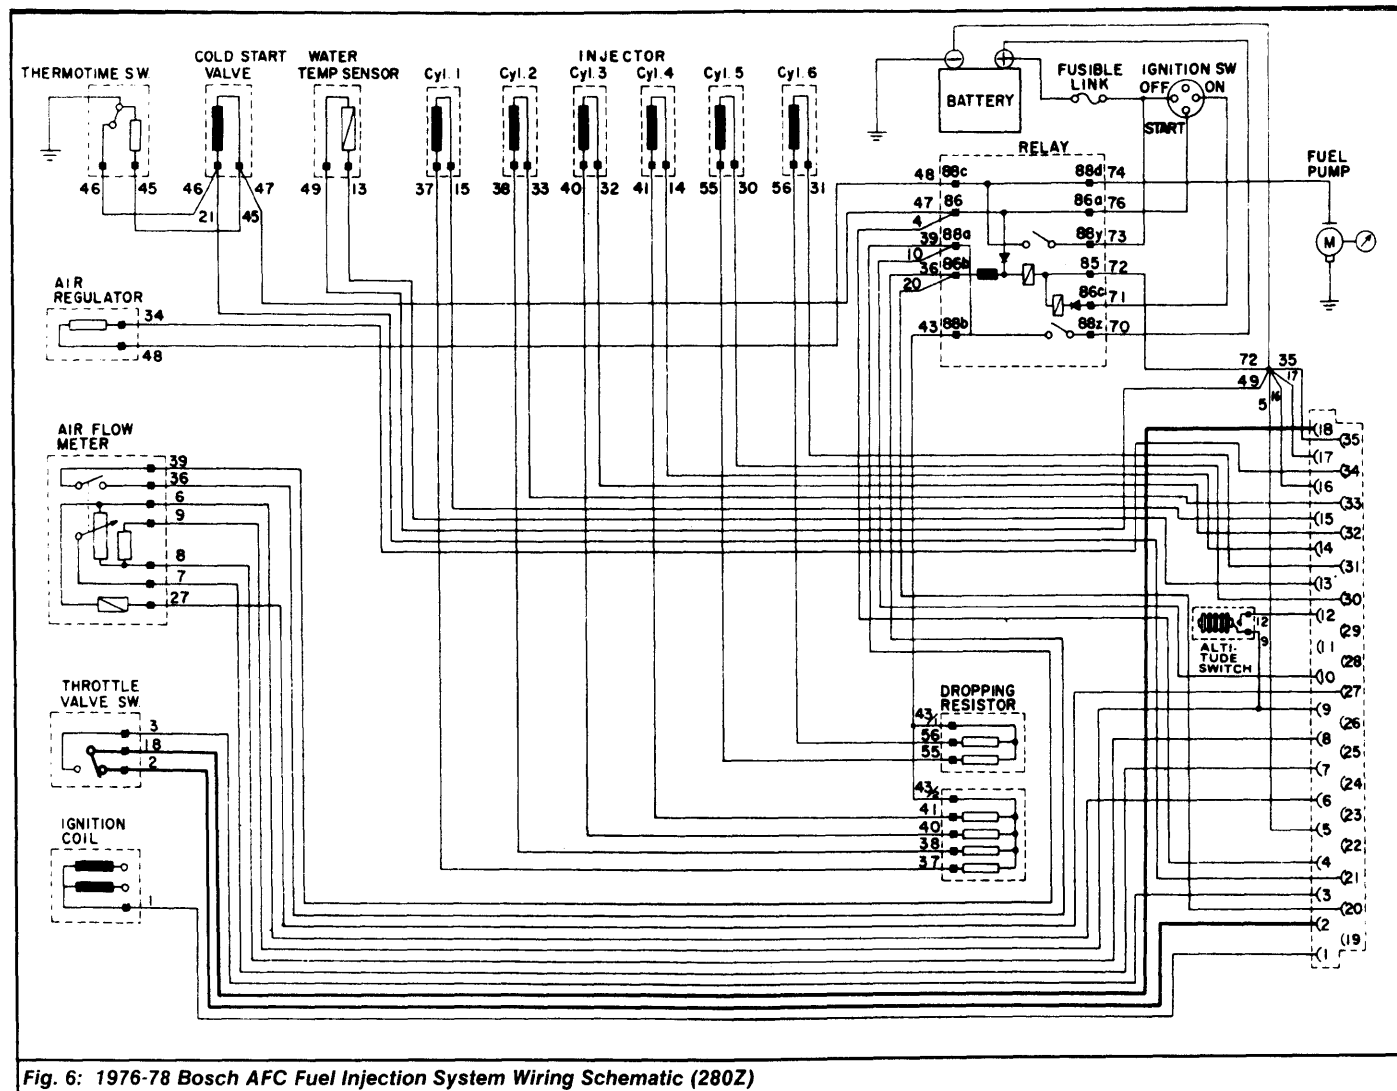 THERMOTIME SW.
COLD START
VALVE
WATER
TEMP SENSOR
INJECTOR
Cyl. 1
Cyl. 2
Cyl. 3
Cyl. 4
Cyl. 5
Cyl. 6
BATTERY
FUSIBLE
LINK
IGNITION SW
OFF
ON
START
46
45
46
47
21
45
49
13
37
15
38
33
40
32
41
14
55
30
56
31
RELAY
48
88c
88d
74
47
86
86a
76
4
39
88a
88y
73
10
36
86b
85
72
20
86c
71
43
88b
88z
70
FUEL
PUMP
M
AIR
REGULATOR
34
48
72
35
49
17
5
16
AIR FLOW
METER
39
36
6
9
8
7
27
THROTTLE
VALVE SW.
3
18
2
IGNITION
COIL
1
DROPPING
RESISTOR
43/1
56
55
43/2
41
40
38
37
ALTI-
TUDE
SWITCH
12
9
18
35
17
34
16
33
15
32
14
31
13
30
12
29
11
28
10
27
9
26
8
25
7
24
6
23
5
22
4
21
3
20
2
19
1
Fig. 6: 1976-78 Bosch AFC Fuel Injection System Wiring Schematic (280Z)